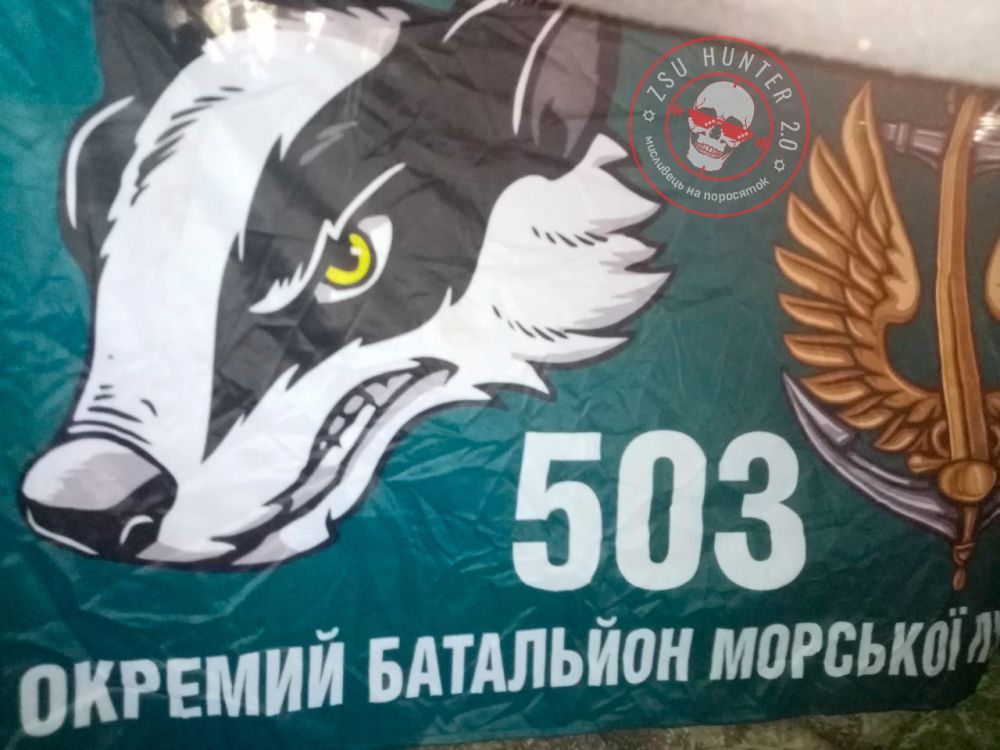 ZSU HUNTER 2.0
мисливець на поросяток
503
ОКРЕМИЙ БАТАЛЬЙОН МОРСЬКОЇ